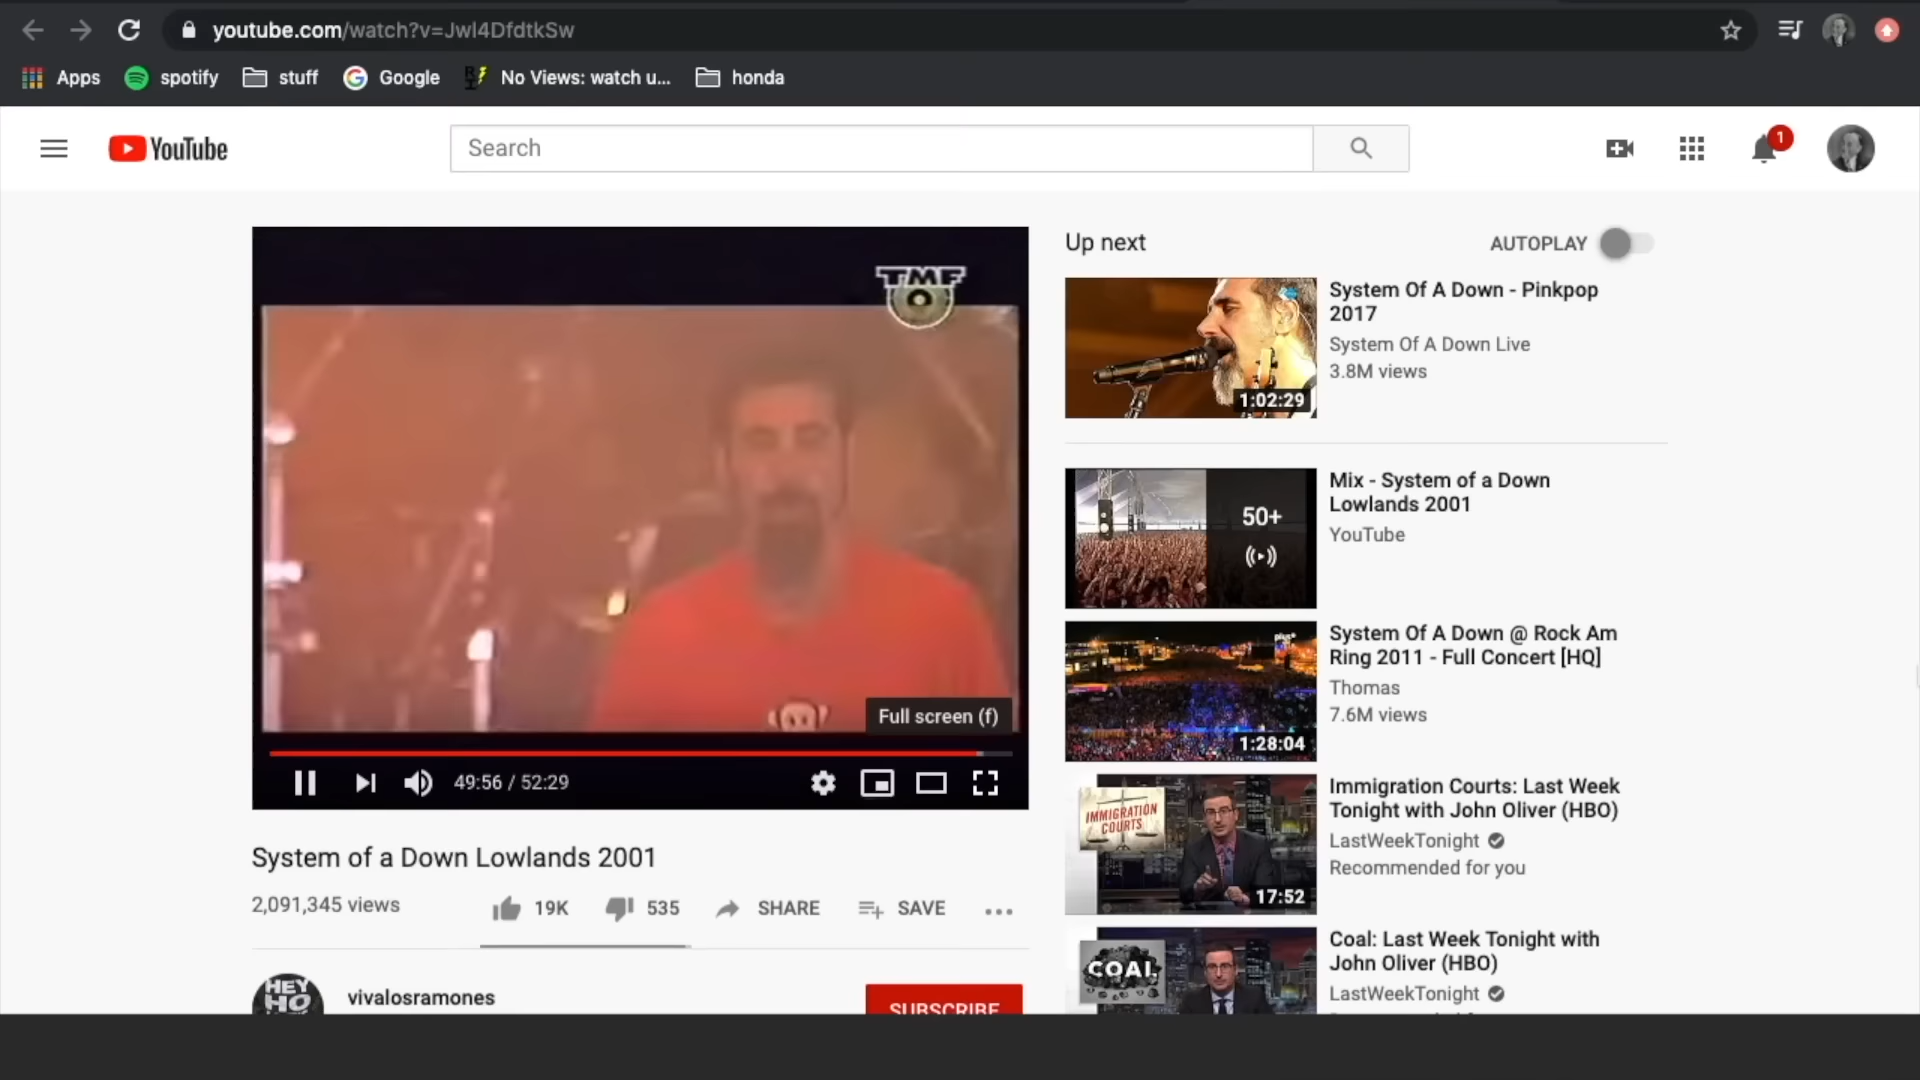 youtube.com/watch?v=Jwl4DfdtkSw
Apps
spotify
stuff
Google
No Views: watch u...
honda
YouTube
Search
1
TMF
Full screen (f)
49:56 / 52:29
System of a Down Lowlands 2001
2,091,345 views
19K
535
SHARE
SAVE
HEY
HO
vivalosramones
SUBSCRIBE
Up next
AUTOPLAY
1:02:29
System Of A Down - Pinkpop
2017
System Of A Down Live
3.8M views
50+
Mix - System of a Down
Lowlands 2001
YouTube
plus+
1:28:04
System Of A Down @ Rock Am
Ring 2011 - Full Concert [HQ]
Thomas
7.6M views
IMMIGRATION
COURTS
17:52
Immigration Courts: Last Week
Tonight with John Oliver (HBO)
LastWeekTonight
Recommended for you
COAL
Coal: Last Week Tonight with
John Oliver (HBO)
LastWeekTonight